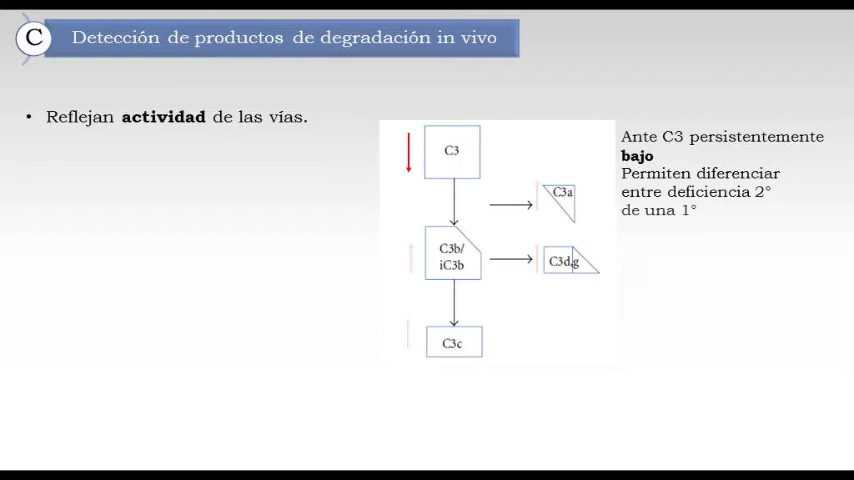 C
Detección de productos de degradación in vivo
• Reflejan actividad de las vías.
C3
C3a
C3b/
iC3b
C3d,g
C3c
Ante C3 persistentemente
bajo
Permiten diferenciar
entre deficiencia 2°
de una 1°